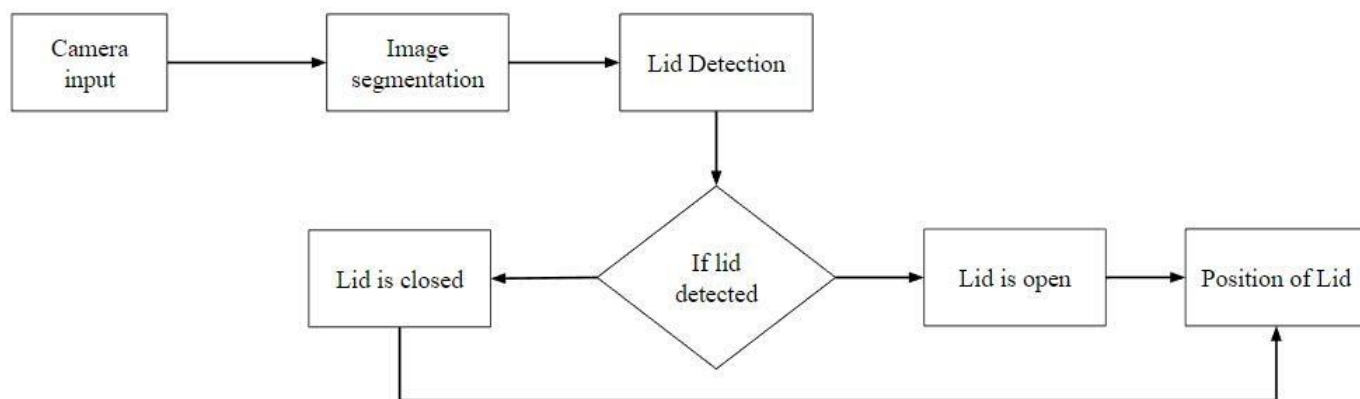 Camera
input
Image
segmentation
Lid Detection
If lid
detected
Lid is closed
Lid is open
Position of Lid